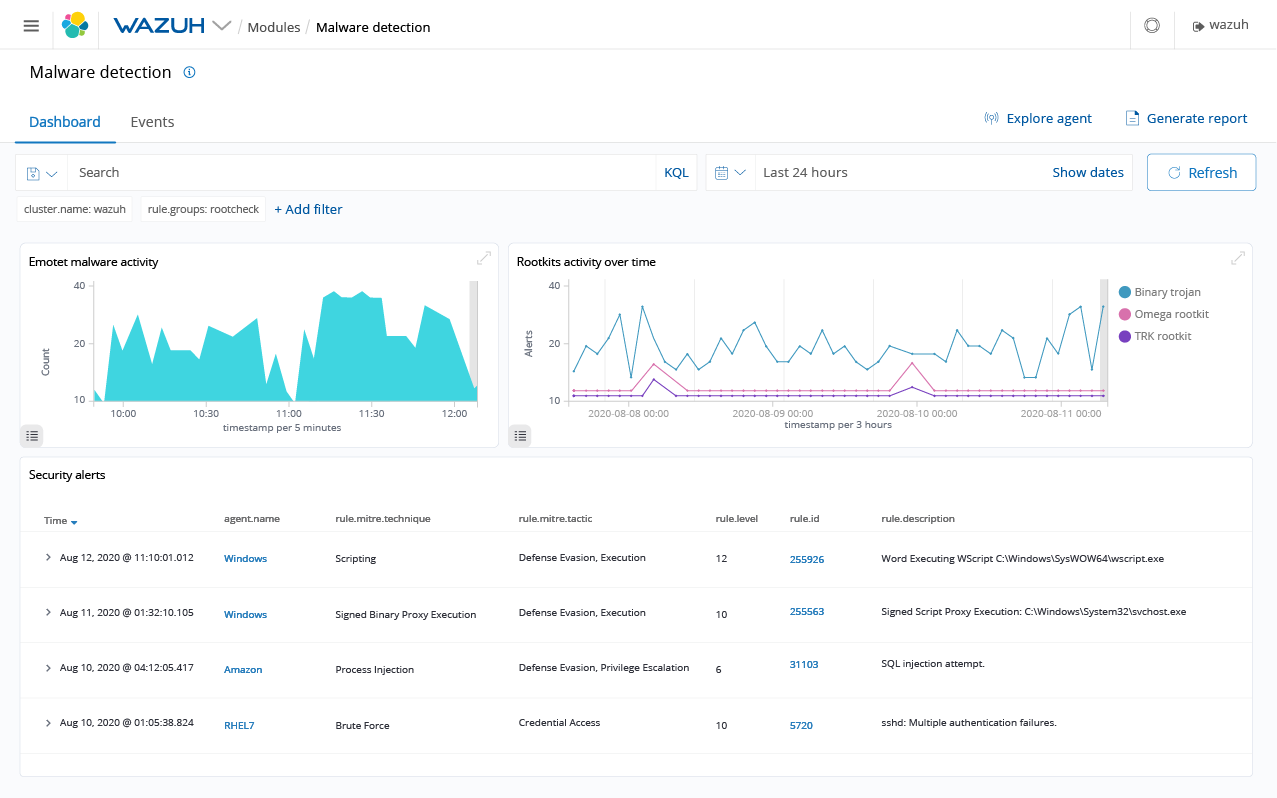 WAZUH / Modules / Malware detection
wazuh
Malware detection
Dashboard Events
Explore agent Generate report
Search KQL Last 24 hours Show dates Refresh
cluster.name: wazuh rule.groups: rootcheck + Add filter
Emotet malware activity
40
20
10
Count
10:00 10:30 11:00 11:30 12:00
timestamp per 5 minutes
Rootkits activity over time
40
20
10
Alerts
2020-08-08 00:00 2020-08-09 00:00 2020-08-10 00:00 2020-08-11 00:00
timestamp per 3 hours
Binary trojan
Omega rootkit
TRK rootkit
Security alerts
Time agent.name rule.mitre.technique rule.mitre.tactic rule.level rule.id rule.description
Aug 12, 2020 @ 11:10:01.012 Windows Scripting Defense Evasion, Execution 12 255926 Word Executing WScript C:\Windows\SysWOW64\wscript.exe
Aug 11, 2020 @ 01:32:10.105 Windows Signed Binary Proxy Execution Defense Evasion, Execution 10 255563 Signed Script Proxy Execution: C:\Windows\System32\svchost.exe
Aug 10, 2020 @ 04:12:05.417 Amazon Process Injection Defense Evasion, Privilege Escalation 6 31103 SQL injection attempt.
Aug 10, 2020 @ 01:05:38.824 RHEL7 Brute Force Credential Access 10 5720 sshd: Multiple authentication failures.